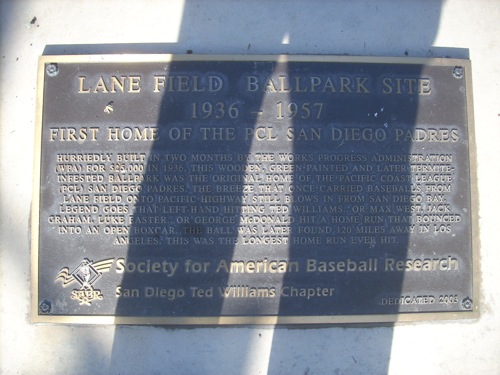 LANE FIELD BALLPARK SITE
1936 - 1957
FIRST HOME OF THE PCL SAN DIEGO PADRES
HURRIEDLY BUILT IN TWO MONTHS BY THE WORKS PROGRESS ADMINISTRATION
(WPA) FOR $25,000 IN 1936, THIS WOODEN, GREEN-PAINTED AND LATER TERMITE-
INFESTED BALLPARK WAS THE ORIGINAL HOME OF THE PACIFIC COAST LEAGUE
(PCL) SAN DIEGO PADRES. THE BREEZE THAT ONCE CARRIED BASEBALLS FROM
LANE FIELD ONTO PACIFIC HIGHWAY STILL BLOWS IN FROM SAN DIEGO BAY.
LEGEND GOES THAT LEFT-HAND HITTING TED WILLIAMS, OR MAX WEST, JACK
GRAHAM, LUKE EASTER, OR GEORGE MCDONALD HIT A HOME RUN THAT BOUNCED
INTO AN OPEN BOXCAR. THE BALL WAS LATER FOUND 120 MILES AWAY IN LOS
ANGELES. THIS WAS THE LONGEST HOME RUN EVER HIT.
Society for American Baseball Research
SABR
San Diego Ted Williams Chapter
DEDICATED 2003